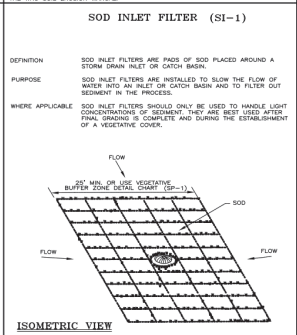 SOD INLET FILTER (SI-1)
DEFINITION SOD INLET FILTERS ARE PADS OF SOD PLACED AROUND A
STORM DRAIN INLET OR CATCH BASIN.
PURPOSE SOD INLET FILTERS ARE INSTALLED TO SLOW THE FLOW OF
WATER INTO AN INLET OR CATCH BASIN AND TO FILTER OUT
SEDIMENT IN THE PROCESS.
WHERE APPLICABLE SOD INLET FILTERS SHOULD ONLY BE USED TO HANDLE LIGHT
CONCENTRATIONS OF SEDIMENT. THEY ARE BEST USED AFTER
FINAL GRADING IS COMPLETE AND DURING THE ESTABLISHMENT
OF A VEGETATIVE COVER.
FLOW
25' MIN. OR USE VEGETATIVE
BUFFER ZONE DETAIL CHART (SP-1)
SOD
FLOW
FLOW
ISOMETRIC VIEW